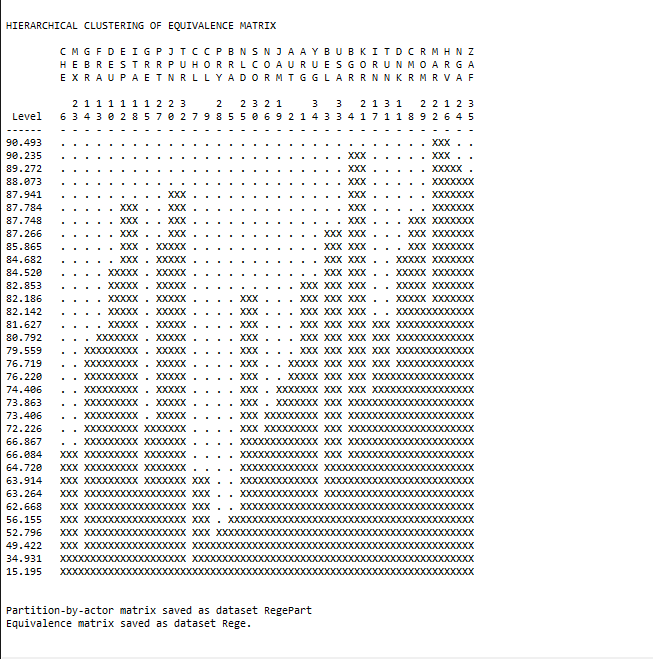 HIERARCHICAL CLUSTERING OF EQUIVALENCE MATRIX
C M G F D E I G P J T C C P B N S N J A A Y B U B K I T D C R M H N Z
H E B R E S T R R P U H O R R L C O A U R U E S G O R U N R O A R G A
E X R A U P A E T N R L L Y A D O R M T G G L A R R N N K M M R V A F
2 1 1 1 1 1 1 2 2 3 2 2 3 2 1 3 3 2 1 3 1 2 2 1 2 3
Level 6 3 4 3 0 2 8 5 7 0 2 7 9 8 5 5 0 6 9 2 1 4 3 3 4 1 7 1 1 8 9 2 6 4 5
------ - - - - - - - - - - - - - - - - - - - - - - - - - - - - - - - - - - -
90.493 . . . . . . . . . . . . . . . . . . . . . . . . . . . . . . . XXX . .
90.235 . . . . . . . . . . . . . . . . . . . . . . . . XXX . . . . . XXX . .
89.272 . . . . . . . . . . . . . . . . . . . . . . . . XXX . . . . . XXXXX .
88.073 . . . . . . . . . . . . . . . . . . . . . . . . XXX . . . . . XXXXXXX
87.941 . . . . . . . . . XXX . . . . . . . . . . . . . XXX . . . . . XXXXXXX
87.784 . . . . . XXX . . XXX . . . . . . . . . . . . . XXX . . . . . XXXXXXX
87.748 . . . . . XXX . . XXX . . . . . . . . . . . . . XXX . . . XXX XXXXXXX
87.266 . . . . . XXX . . XXX . . . . . . . . . . . XXX XXX . . . XXX XXXXXXX
85.865 . . . . . XXX . XXXXX . . . . . . . . . . . XXX XXX . . . XXX XXXXXXX
84.682 . . . . . XXX . XXXXX . . . . . . . . . . . XXX XXX . . XXXXX XXXXXXX
84.520 . . . . XXXXX . XXXXX . . . . . . . . . . . XXX XXX . . XXXXX XXXXXXX
82.853 . . . . XXXXX . XXXXX . . . . . . . . . XXX XXX XXX . . XXXXX XXXXXXX
82.186 . . . . XXXXX . XXXXX . . . . XXX . . . XXX XXX XXX . . XXXXX XXXXXXX
82.142 . . . . XXXXX . XXXXX . . . . XXX . . . XXX XXX XXX . . XXXXXXXXXXXXX
81.627 . . . . XXXXX . XXXXX . . . . XXX . . . XXX XXX XXX XXX XXXXXXXXXXXXX
80.792 . . . XXXXXXX . XXXXX . . . . XXX . . . XXX XXX XXX XXX XXXXXXXXXXXXX
79.559 . . XXXXXXXXX . XXXXX . . . . XXX . . . XXX XXX XXX XXX XXXXXXXXXXXXX
76.719 . . XXXXXXXXX . XXXXX . . . . XXX . . XXXXX XXX XXX XXX XXXXXXXXXXXXX
76.220 . . XXXXXXXXX . XXXXX . . . . XXX . . XXXXX XXX XXX XXXXXXXXXXXXXXXXX
74.406 . . XXXXXXXXX . XXXXX . . . . XXX . XXXXXXX XXX XXX XXXXXXXXXXXXXXXXX
73.863 . . XXXXXXXXX . XXXXX . . . . XXX . XXXXXXX XXX XXXXXXXXXXXXXXXXXXXXX
73.406 . . XXXXXXXXX . XXXXX . . . . XXX XXXXXXXXX XXX XXXXXXXXXXXXXXXXXXXXX
72.226 . . XXXXXXXXX XXXXXXX . . . . XXX XXXXXXXXX XXX XXXXXXXXXXXXXXXXXXXXX
66.867 . . XXXXXXXXX XXXXXXX . . . . XXXXXXXXXXXXX XXX XXXXXXXXXXXXXXXXXXXXX
66.084 XXX XXXXXXXXX XXXXXXX . . . . XXXXXXXXXXXXX XXX XXXXXXXXXXXXXXXXXXXXX
64.720 XXX XXXXXXXXX XXXXXXX . . . . XXXXXXXXXXXXX XXXXXXXXXXXXXXXXXXXXXXXXX
63.914 XXX XXXXXXXXX XXXXXXX XXX . . XXXXXXXXXXXXX XXXXXXXXXXXXXXXXXXXXXXXXX
63.264 XXX XXXXXXXXXXXXXXXXX XXX . . XXXXXXXXXXXXX XXXXXXXXXXXXXXXXXXXXXXXXX
62.668 XXX XXXXXXXXXXXXXXXXX XXX . . XXXXXXXXXXXXXXXXXXXXXXXXXXXXXXXXXXXXXXX
56.155 XXX XXXXXXXXXXXXXXXXX XXX . XXXXXXXXXXXXXXXXXXXXXXXXXXXXXXXXXXXXXXXXX
52.796 XXX XXXXXXXXXXXXXXXXX XXX XXXXXXXXXXXXXXXXXXXXXXXXXXXXXXXXXXXXXXXXXXX
49.422 XXX XXXXXXXXXXXXXXXXX XXXXXXXXXXXXXXXXXXXXXXXXXXXXXXXXXXXXXXXXXXXXXXX
34.931 XXXXXXXXXXXXXXXXXXXXX XXXXXXXXXXXXXXXXXXXXXXXXXXXXXXXXXXXXXXXXXXXXXXX
15.195 XXXXXXXXXXXXXXXXXXXXXXXXXXXXXXXXXXXXXXXXXXXXXXXXXXXXXXXXXXXXXXXXXXXXX
Partition-by-actor matrix saved as dataset RegePart
Equivalence matrix saved as dataset Rege.